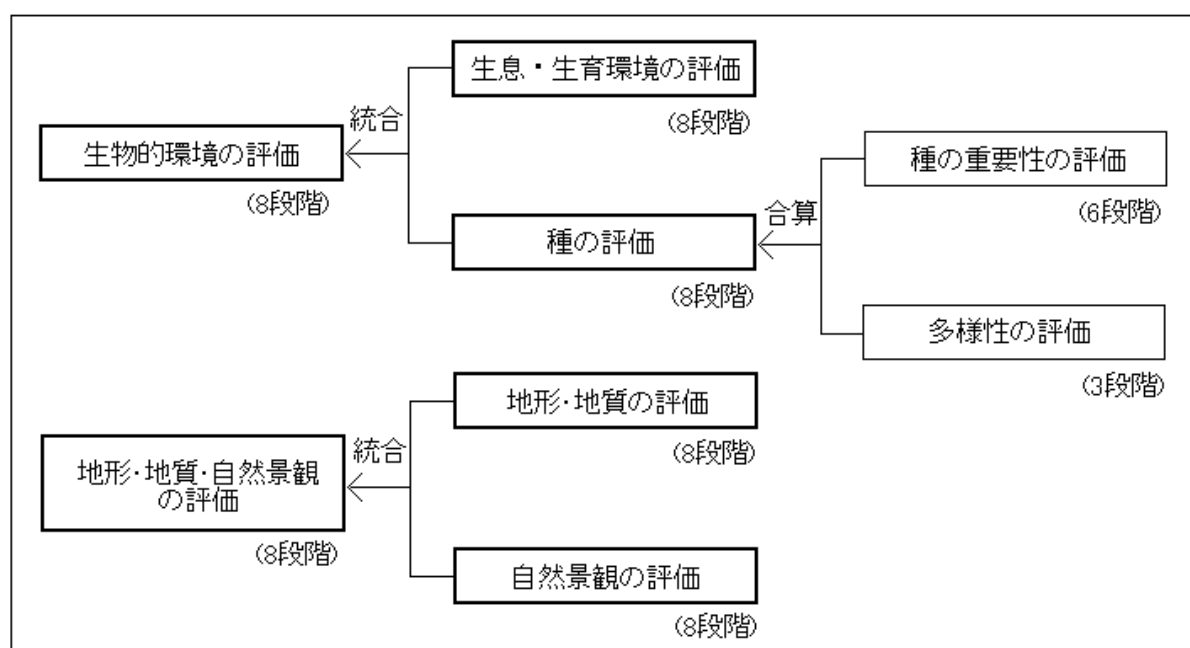 生息・生育環境の評価
(8段階)
統合
生物的環境の評価
(8段階)
種の重要性の評価
(6段階)
合算
種の評価
(8段階)
多様性の評価
(3段階)
地形・地質の評価
(8段階)
統合
地形・地質・自然景観
の評価
(8段階)
自然景観の評価
(8段階)